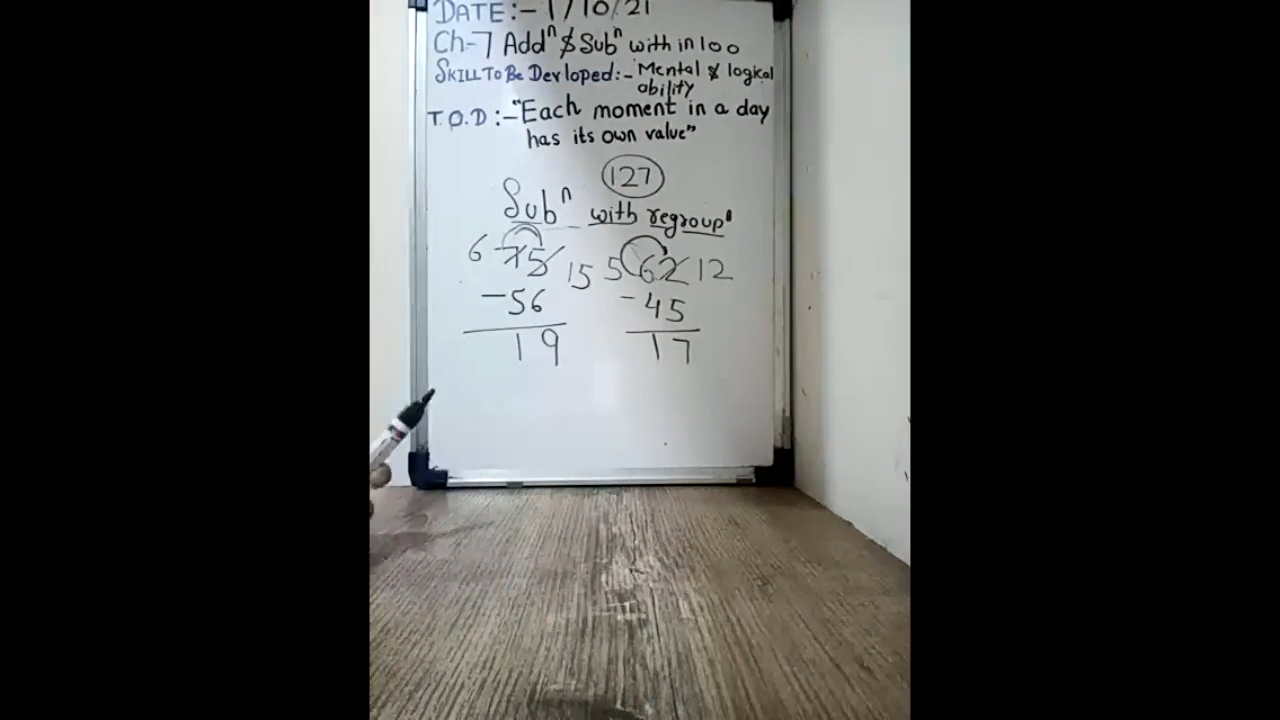 DATE:- 1/10/21
Ch-7 Addⁿ & Subⁿ with in 100
SKILL TO BE DEVLOPED:- Mental & logical
ability
T.O.D:- "Each moment in a day
has its own value"
127
Subⁿ with regroupⁿ
6 75 15 5 62 12
-56 -45
19 17